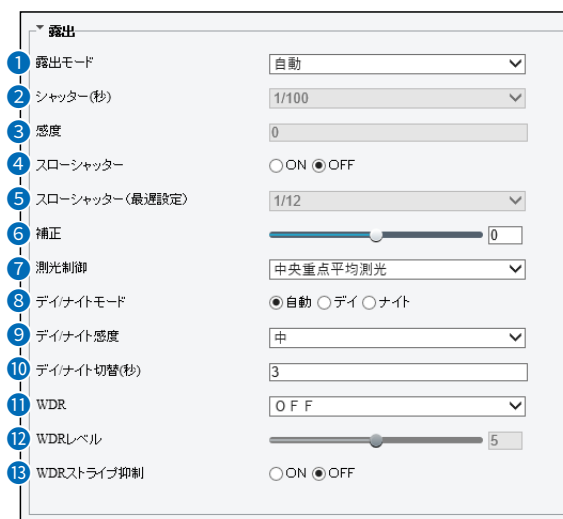 露出
1 露出モード 自動
2 シャッター(秒) 1/100
3 感度 0
4 スローシャッター ON OFF
5 スローシャッター(最遅設定) 1/12
6 補正 0
7 測光制御 中央重点平均測光
8 デイ/ナイトモード 自動 デイ ナイト
9 デイ/ナイト感度 中
10 デイ/ナイト切替(秒) 3
11 WDR OFF
12 WDRレベル 5
13 WDRストライプ抑制 ON OFF